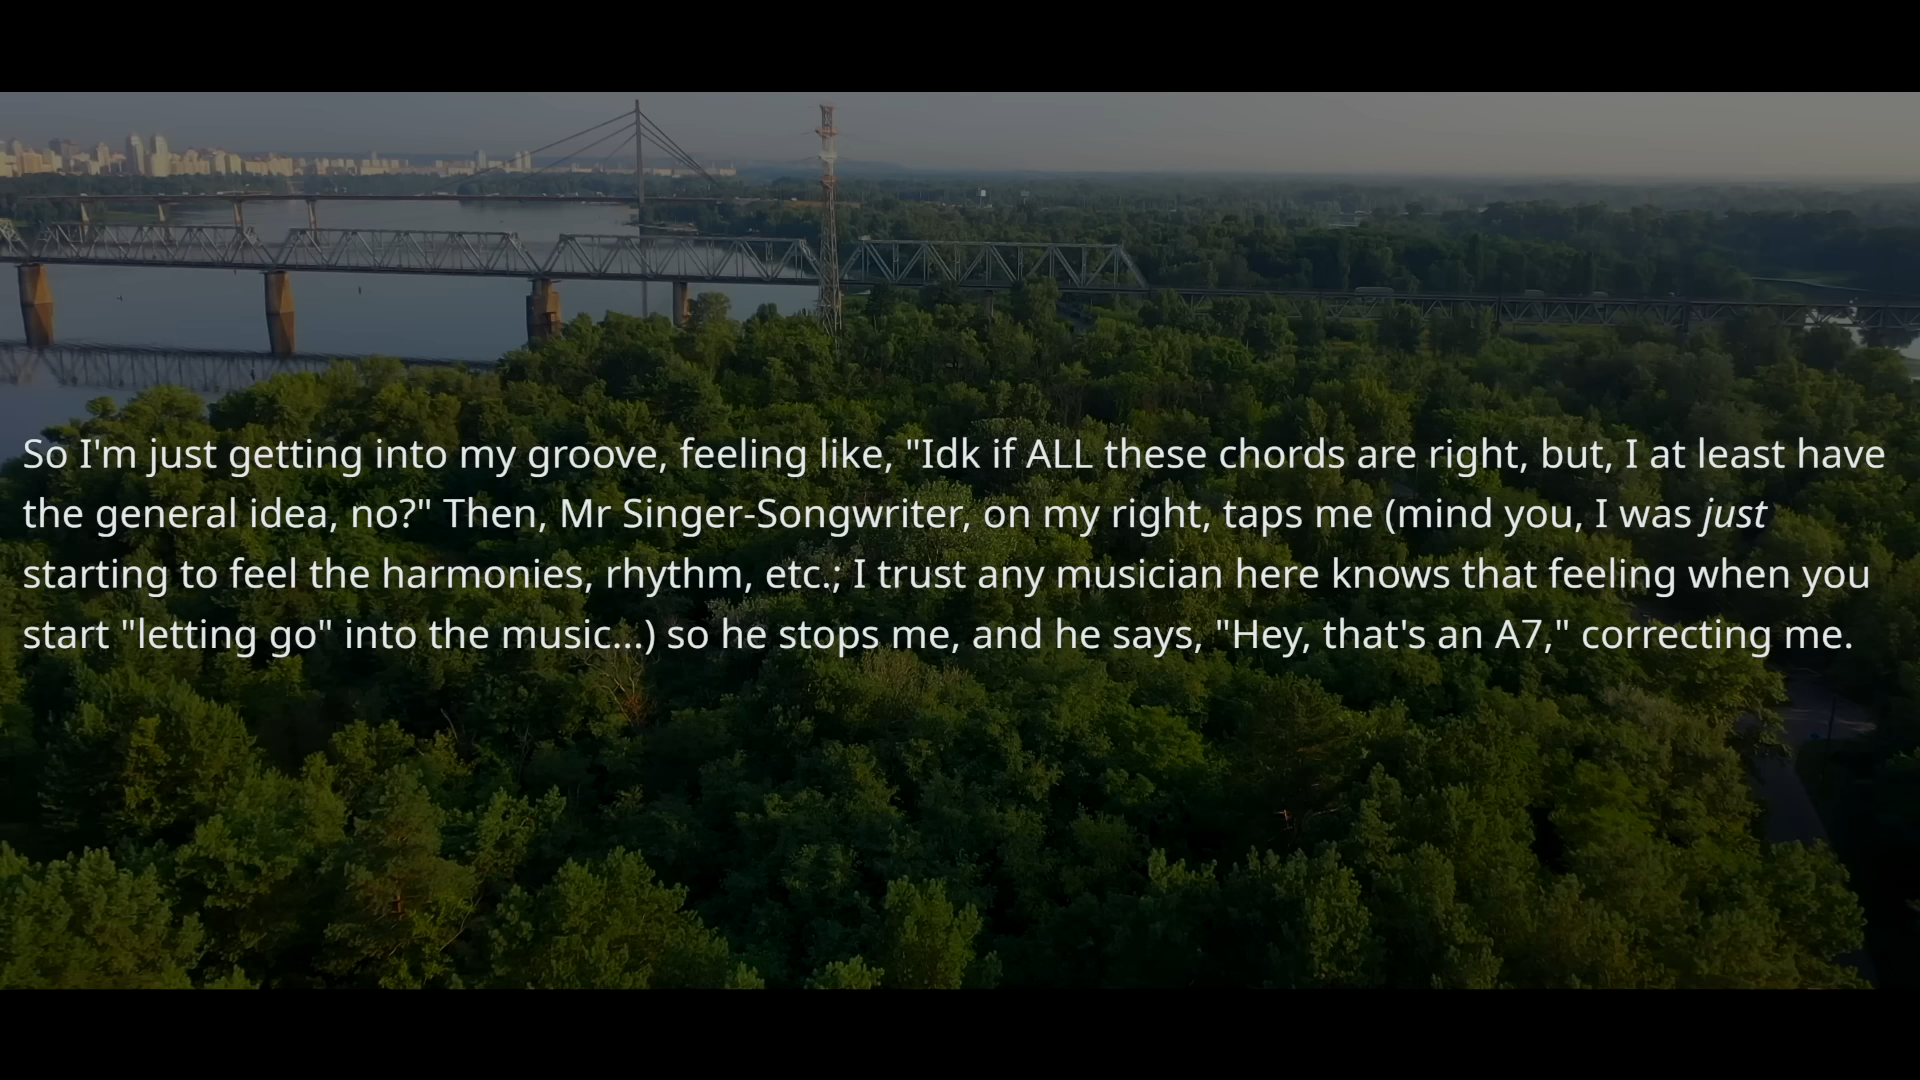 So I'm just getting into my groove, feeling like, "Idk if ALL these chords are right, but, I at least have
the general idea, no?" Then, Mr Singer-Songwriter, on my right, taps me (mind you, I was just
starting to feel the harmonies, rhythm, etc.; I trust any musician here knows that feeling when you
start "letting go" into the music...) so he stops me, and he says, "Hey, that's an A7," correcting me.